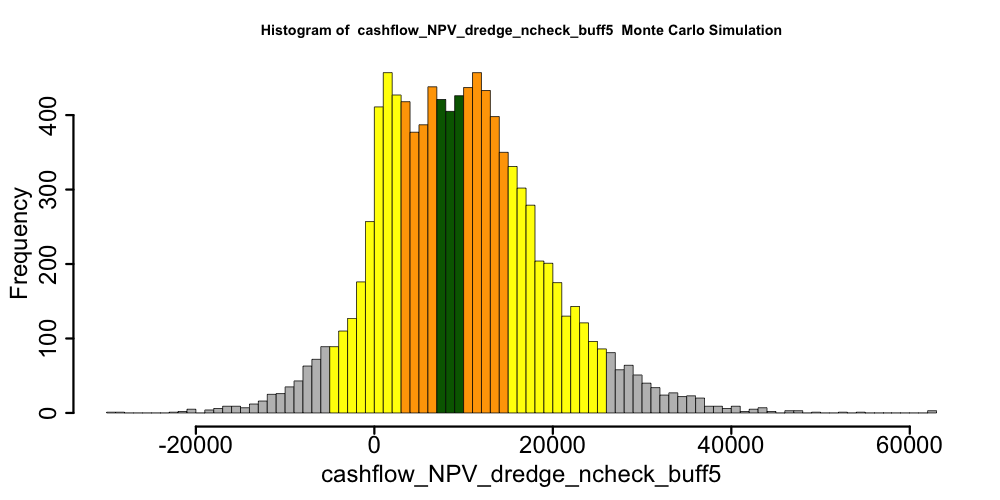 Histogram of  cashflow_NPV_dredge_ncheck_buff5  Monte Carlo Simulation
Frequency
400
300
200
100
0
-20000 0 20000 40000 60000
cashflow_NPV_dredge_ncheck_buff5